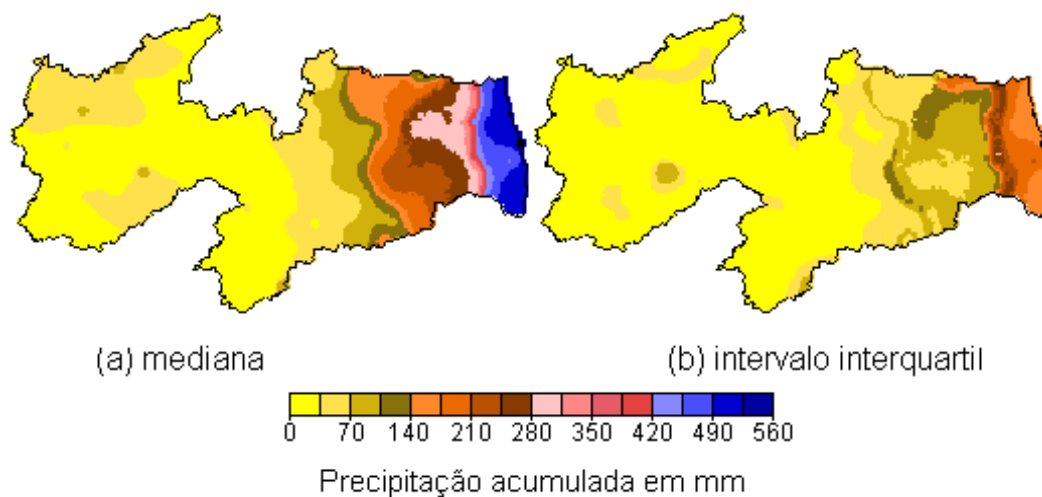 (a) mediana
(b) intervalo interquartil
0 70 140 210 280 350 420 490 560
Precipitação acumulada em mm